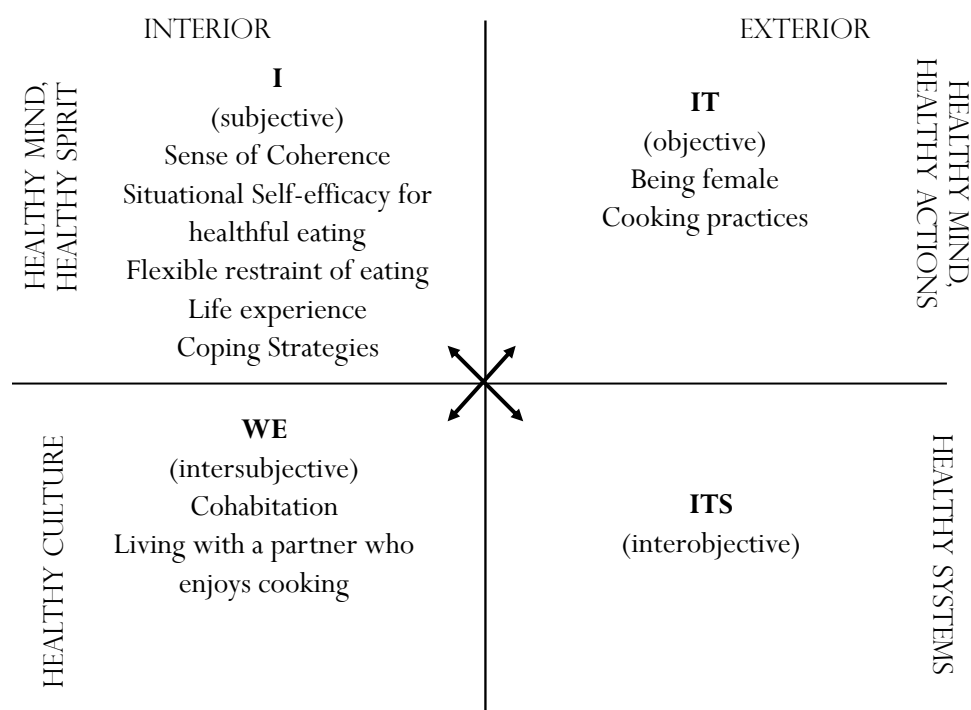 INTERIOR
EXTERIOR
HEALTHY MIND,
HEALTHY SPIRIT
I
(subjective)
Sense of Coherence
Situational Self-efficacy for
healthful eating
Flexible restraint of eating
Life experience
Coping Strategies
IT
(objective)
Being female
Cooking practices
HEALTHY MIND,
HEALTHY ACTIONS
HEALTHY CULTURE
WE
(intersubjective)
Cohabitation
Living with a partner who
enjoys cooking
ITS
(interobjective)
HEALTHY SYSTEMS